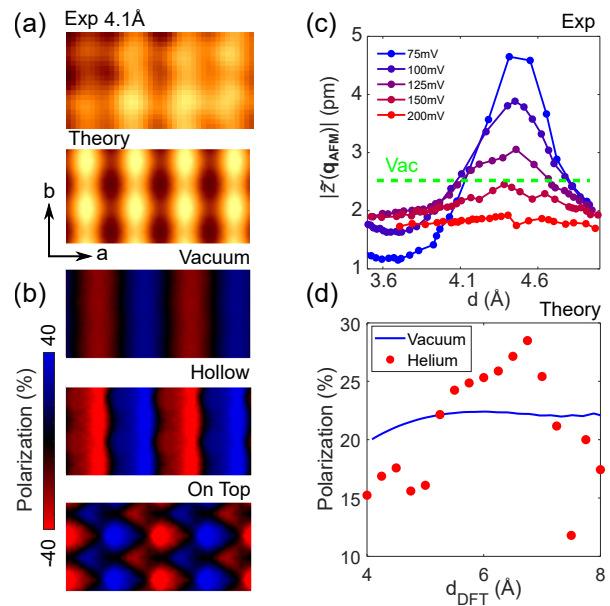 (a)
Exp 4.1Å
Theory
b
a
Vacuum
(b)
Hollow
On Top
Polarization (%)
40
-40
(c)
Exp
75mV
100mV
125mV
150mV
200mV
Vac
|z̃(q_AFM)| (pm)
5
4
3
2
1
3.6
4.1
4.6
d (Å)
(d)
Theory
Vacuum
Helium
Polarization (%)
30
25
20
15
10
4
6
8
d_DFT (Å)